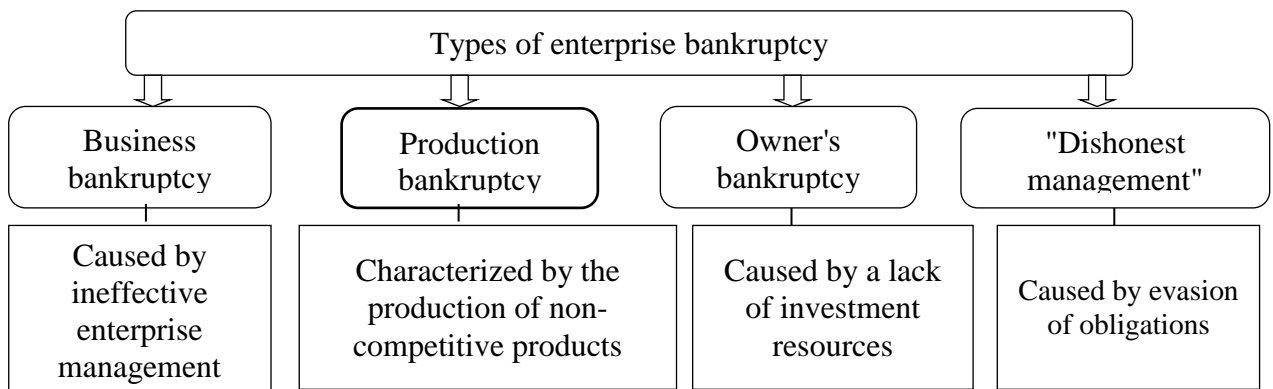 Types of enterprise bankruptcy
Business
bankruptcy
Production
bankruptcy
Owner's
bankruptcy
"Dishonest
management"
Caused by
ineffective
enterprise
management
Characterized by the
production of non-
competitive products
Caused by a lack
of investment
resources
Caused by evasion
of obligations